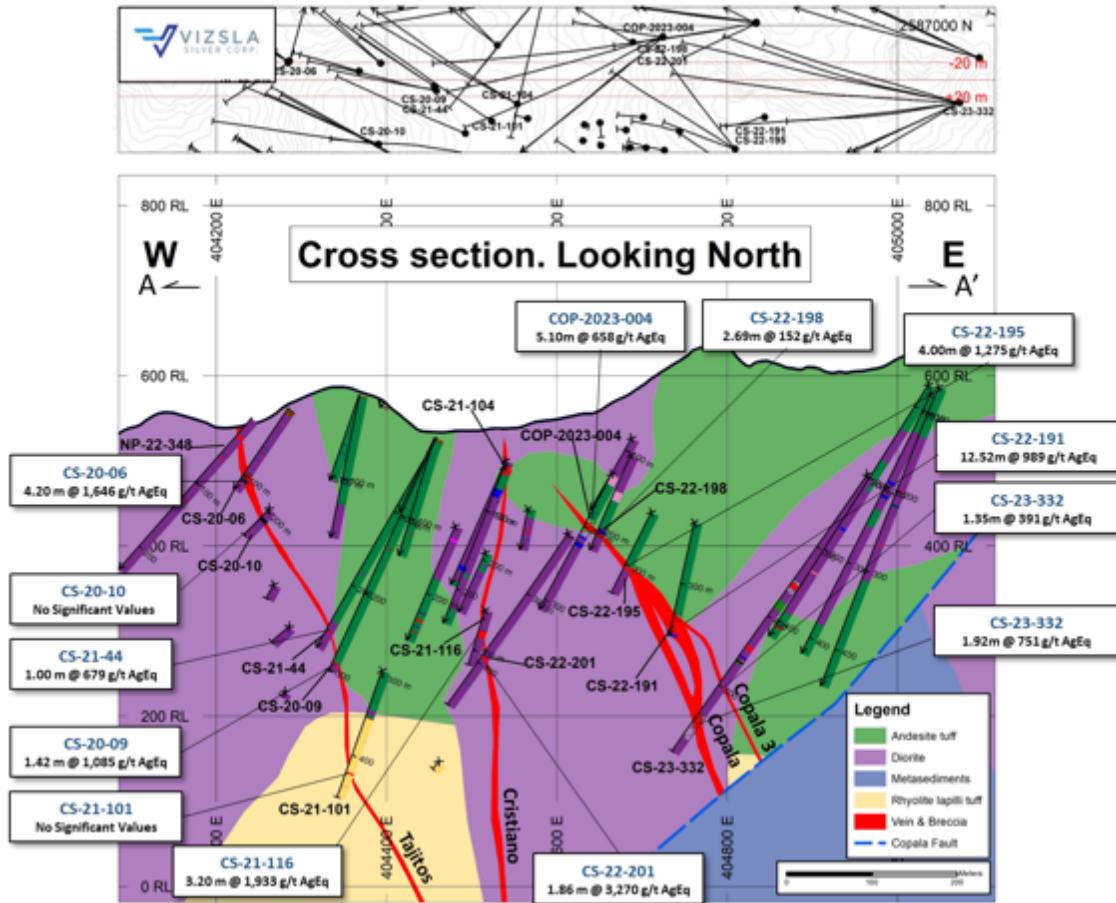 VIZSLA
SILVER CORP.
COP-2023-004
2587000 N
CS-22-198
CS-22-201
-20 m
CS-20-06
+20 m
CS-20-09
CS-21-44
CS-21-104
CS-23-332
CS-21-101
CS-20-10
CS-22-191
CS-22-195
800 RL
404200 E
405000 E
800 RL
W
Cross section. Looking North
E
A
A'
COP-2023-004
5.10m @ 658 g/t AgEq
CS-22-198
2.69m @ 152 g/t AgEq
CS-22-195
4.00m @ 1,275 g/t AgEq
600 RL
600 RL
CS-21-104
NP-22-348
COP-2023-004
CS-22-191
12.52m @ 989 g/t AgEq
CS-20-06
4.20 m @ 1,646 g/t AgEq
CS-22-198
CS-20-06
CS-23-332
1.35m @ 391 g/t AgEq
CS-20-10
400 RL
CS-20-10
No Significant Values
CS-22-195
CS-23-332
1.92m @ 751 g/t AgEq
CS-21-44
1.00 m @ 679 g/t AgEq
CS-21-44
CS-21-116
CS-22-201
CS-22-191
CS-20-09
200 RL
200 RL
Copala 3
Copala
CS-20-09
1.42 m @ 1,085 g/t AgEq
CS-23-332
Legend
Andesite tuff
Diorite
Metasediments
Rhyolite lapilli tuff
Vein & Breccia
Copala Fault
CS-21-101
CS-21-101
No Significant Values
Cristiano
Tajitos
404400 E
404800 E
CS-21-116
3.20 m @ 1,933 g/t AgEq
CS-22-201
1.86 m @ 3,270 g/t AgEq
0 RL
Meters
0
100
200